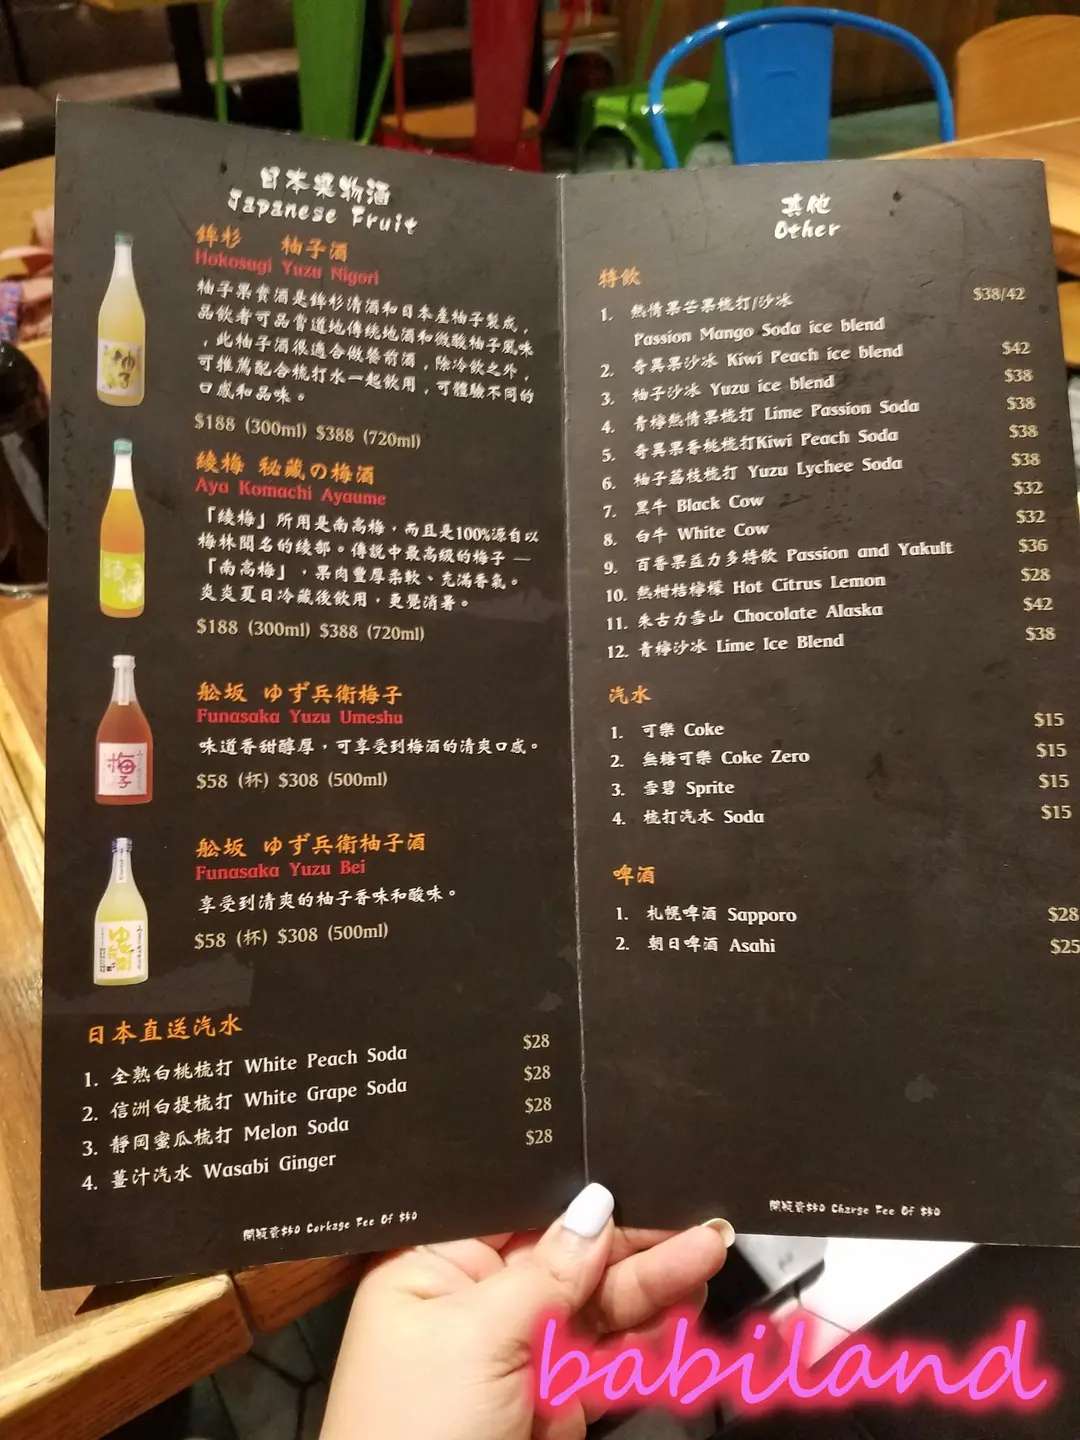 日本果物酒
Japanese Fruit
鉾杉 柚子酒
Hokosugi Yuzu Nigori
柚子果實酒是鉾杉清酒和日本產柚子製成，
品飲者可品嘗道地傳統地酒和微酸柚子風味
，此柚子酒很適合做餐前酒，除冷飲之外，
可推薦配合梳打水一起飲用，可體驗不同的
口感和品味。
$188 (300ml) $388 (720ml)
綾梅 秘藏の梅酒
Aya Komachi Ayaume
「綾梅」所用是南高梅，而且是100%源自以
梅林聞名的綾部。傳說中最高級的梅子 —
「南高梅」，果肉豐厚柔軟、充滿香氣。
炎炎夏日冷藏後飲用，更覺消暑。
$188 (300ml) $388 (720ml)
舩坂 ゆず兵衛梅子
Funasaka Yuzu Umeshu
味道香甜醇厚，可享受到梅酒的清爽口感。
$58 (杯) $308 (500ml)
舩坂 ゆず兵衛柚子酒
Funasaka Yuzu Bei
享受到清爽的柚子香味和酸味。
$58 (杯) $308 (500ml)
日本直送汽水
1. 全熟白桃梳打 White Peach Soda $28
2. 信洲白提梳打 White Grape Soda $28
3. 靜岡蜜瓜梳打 Melon Soda $28
4. 薑汁汽水 Wasabi Ginger $28
開瓶費$50 Corkage Fee Of $50
其他
Other
特飲
1. 熱情果芒果梳打/沙冰 $38/42
Passion Mango Soda ice blend
2. 奇異果沙冰 Kiwi Peach ice blend $42
3. 柚子沙冰 Yuzu ice blend $38
4. 青檸熱情果梳打 Lime Passion Soda $38
5. 奇異果香桃梳打Kiwi Peach Soda $38
6. 柚子荔枝梳打 Yuzu Lychee Soda $38
7. 黑牛 Black Cow $32
8. 白牛 White Cow $32
9. 百香果益力多特飲 Passion and Yakult $36
10. 熱柑桔檸檬 Hot Citrus Lemon $28
11. 朱古力雪山 Chocolate Alaska $42
12. 青檸沙冰 Lime Ice Blend $38
汽水
1. 可樂 Coke $15
2. 無糖可樂 Coke Zero $15
3. 雪碧 Sprite $15
4. 梳打汽水 Soda $15
啤酒
1. 札幌啤酒 Sapporo $28
2. 朝日啤酒 Asahi $25
開瓶費$50 Charge Fee Of $50
柚子
梅子
babiland